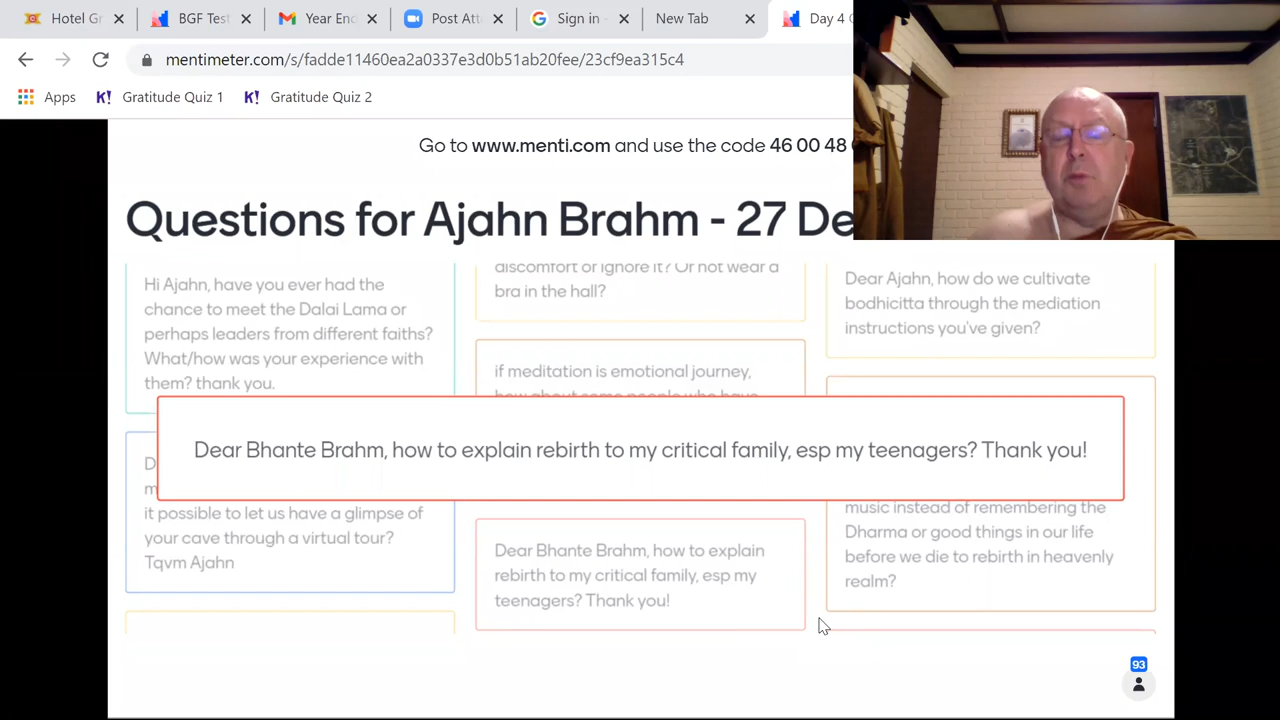 Hotel Gr
BGF Test
Year End
Post Att
Sign in -
New Tab
Day 4
mentimeter.com/s/fadde11460ea2a0337e3d0b51ab20fee/23cf9ea315c4
Apps
K! Gratitude Quiz 1
K! Gratitude Quiz 2
Go to www.menti.com and use the code 46 00 48
Questions for Ajahn Brahm - 27 De
Hi Ajahn, have you ever had the
chance to meet the Dalai Lama or
perhaps leaders from different faiths?
What/how was your experience with
them? thank you.
discomfort or ignore it? Or not wear a
bra in the hall?
Dear Ajahn, how do we cultivate
bodhicitta through the mediation
instructions you've given?
if meditation is emotional journey,
how about some people who have
Dear Bhante Brahm, how to explain rebirth to my critical family, esp my teenagers? Thank you!
it possible to let us have a glimpse of
your cave through a virtual tour?
Tqvm Ajahn
Dear Bhante Brahm, how to explain
rebirth to my critical family, esp my
teenagers? Thank you!
music instead of remembering the
Dharma or good things in our life
before we die to rebirth in heavenly
realm?
93